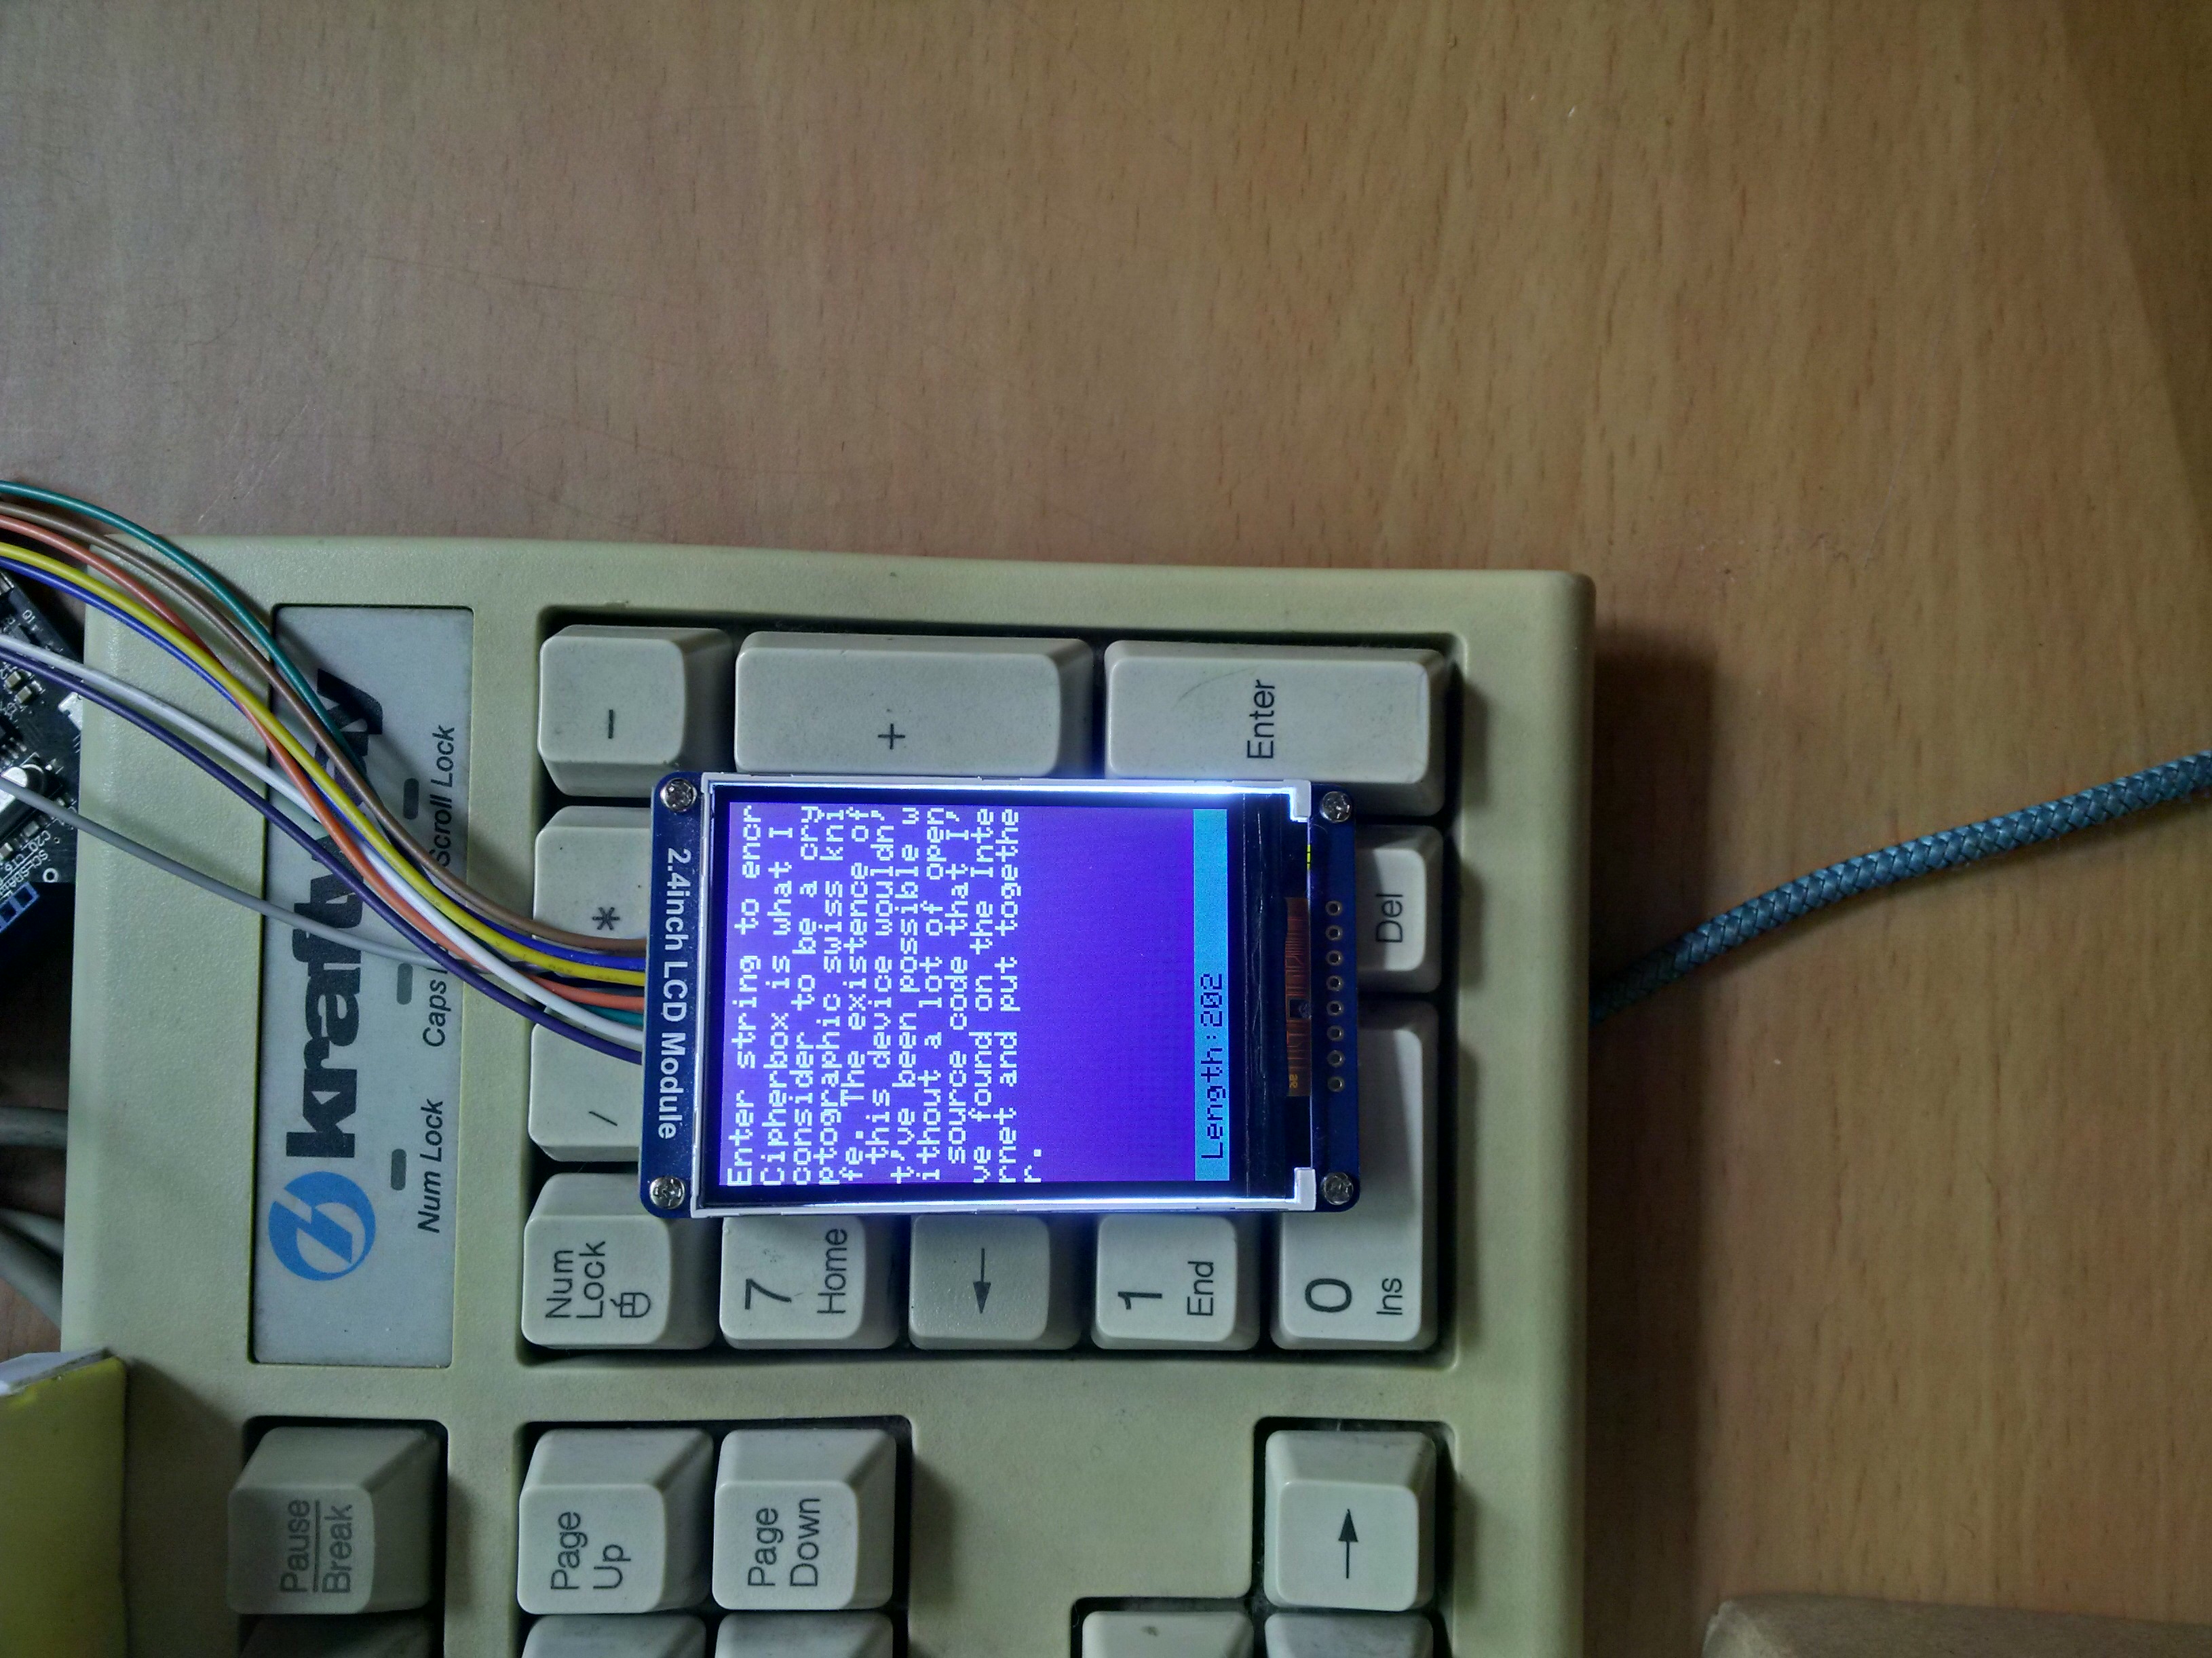 Pause
Break
kraftway
Num Lock
Caps
Scroll Lock
Page
Up
Num
Lock
/
*
-
2.4inch LCD Module
Page
Down
7
Home
+
Enter string to encr
Cipherbox is what I
consider to be a cry
ptographic swiss kni
fe. The existence of
this device wouldn'
t've been possible w
ithout a lot of open
source code that I'
ve found on the Inte
rnet and put togethe
r.
Length:202
1
End
Enter
0
Ins
Del